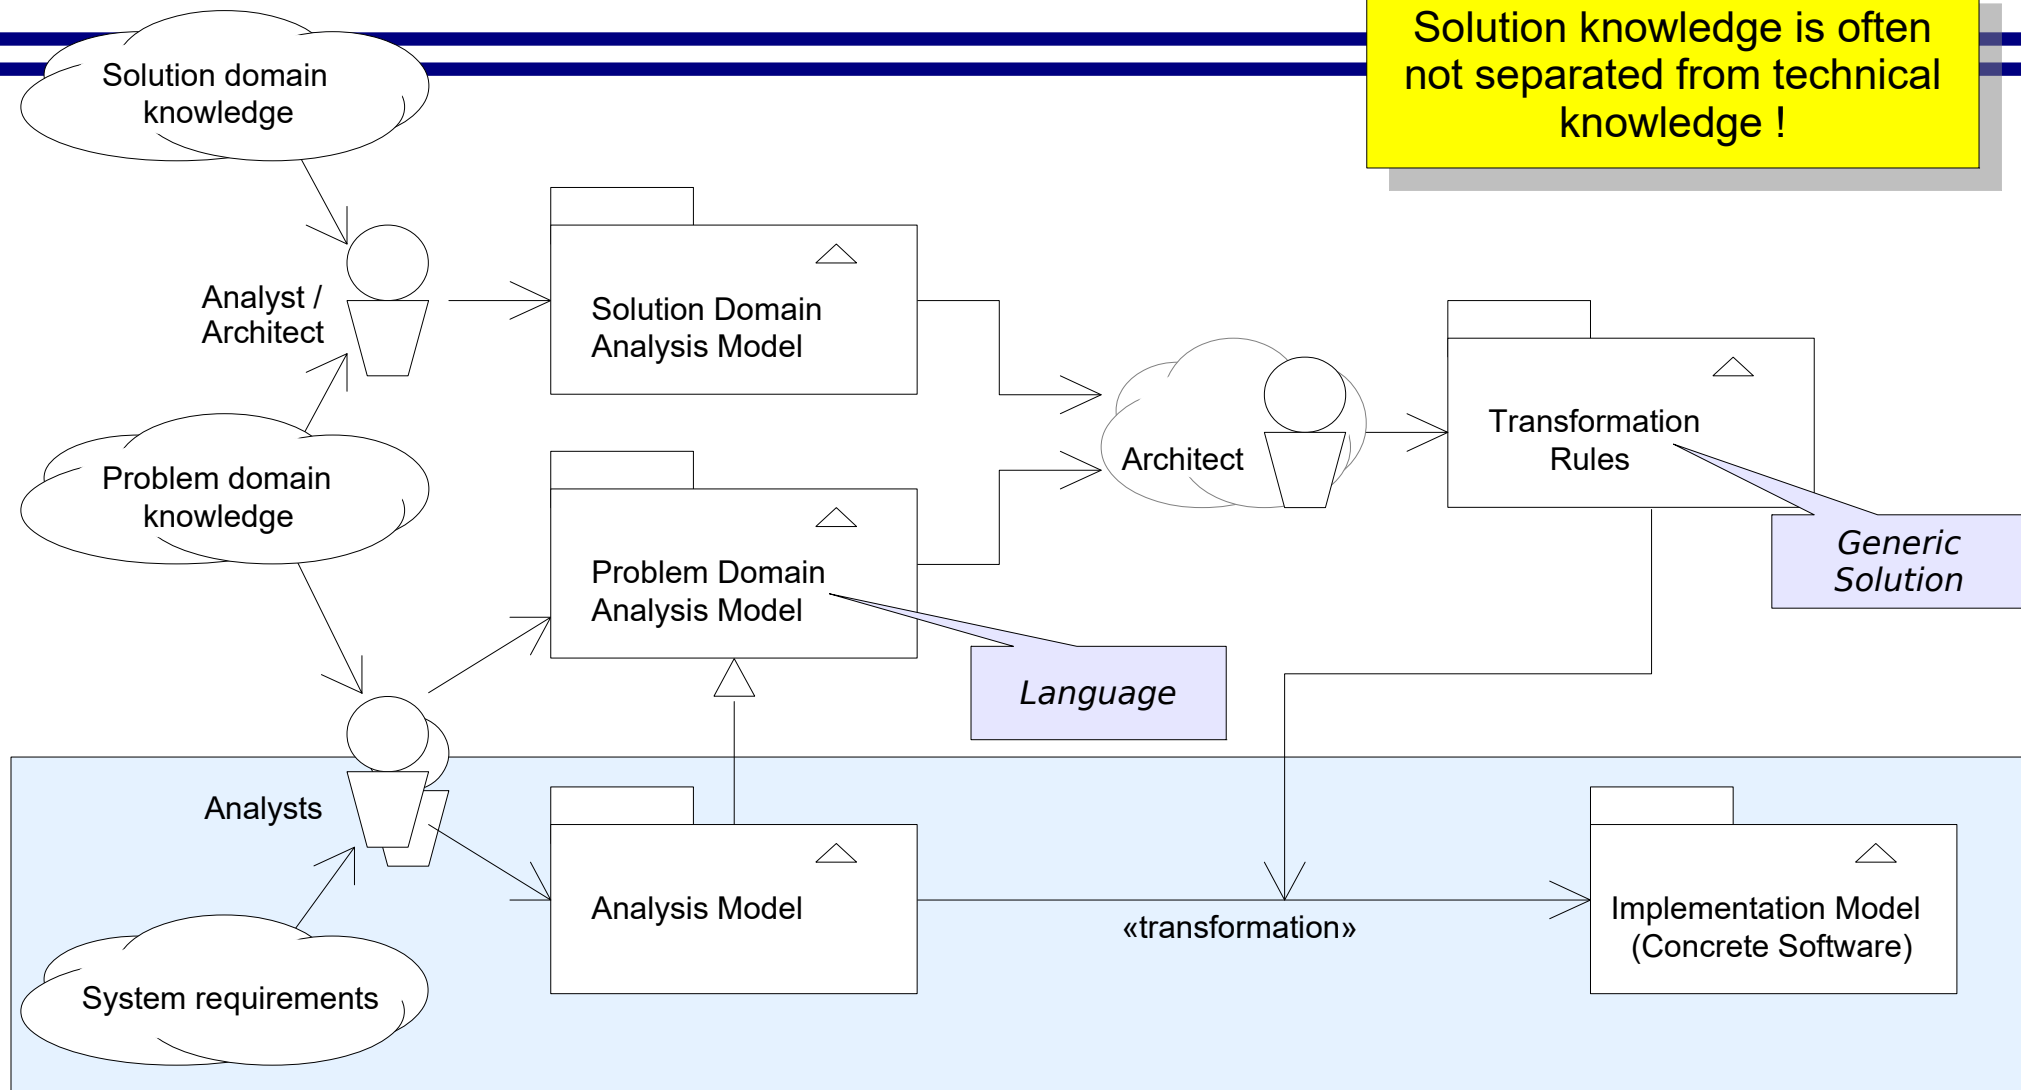 Solution knowledge is often
not separated from technical
knowledge !
Solution domain
knowledge
Analyst /
Architect
Solution Domain
Analysis Model
Problem domain
knowledge
Problem Domain
Analysis Model
Architect
Transformation
Rules
Generic
Solution
Language
Analysts
Analysis Model
«transformation»
Implementation Model
(Concrete Software)
System requirements